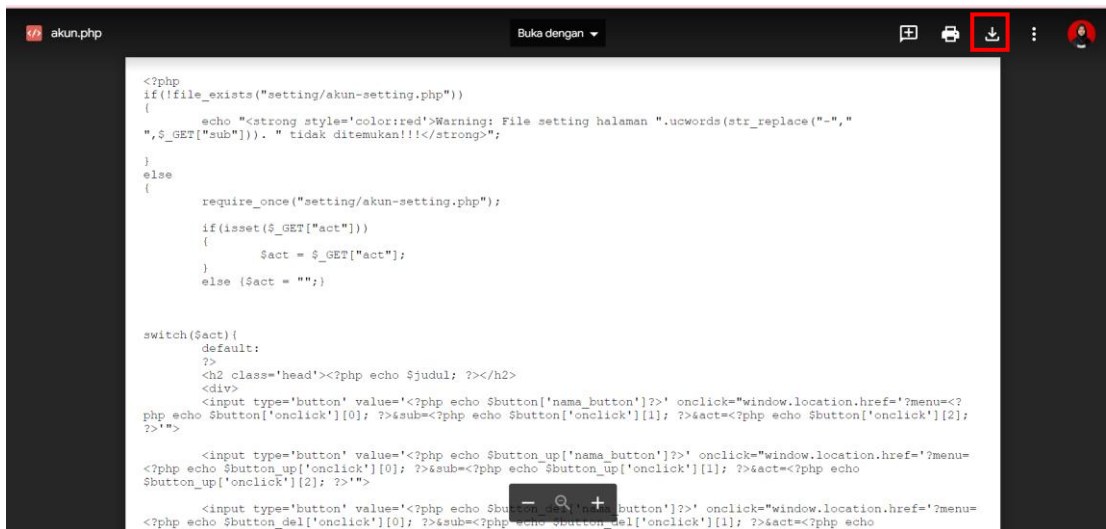 akun.php
Buka dengan
<?php
if(!file_exists("setting/akun-setting.php"))
{
echo "<strong style='color:red'>Warning: File setting halaman ".ucwords(str_replace("-","
",$_GET["sub"])). " tidak ditemukan!!!</strong>";
}
else
{
require_once("setting/akun-setting.php");
if(isset($_GET["act"]))
{
$act = $_GET["act"];
}
else {$act = "";}
switch($act){
default:
?>
<h2 class='head'><?php echo $judul; ?></h2>
<div>
<input type='button' value='<?php echo $button['nama_button']?>' onclick="window.location.href='?menu=<?
php echo $button['onclick'][0]; ?>&sub=<?php echo $button['onclick'][1]; ?>&act=<?php echo $button['onclick'][2];
?>'">
<input type='button' value='<?php echo $button_up['nama_button']?>' onclick="window.location.href='?menu=
<?php echo $button_up['onclick'][0]; ?>&sub=<?php echo $button_up['onclick'][1]; ?>&act=<?php echo
$button_up['onclick'][2]; ?>'">
<input type='button' value='<?php echo $button_del['nama_button']?>' onclick="window.location.href='?menu=
<?php echo $button_del['onclick'][0]; ?>&sub=<?php echo $button_del['onclick'][1]; ?>&act=<?php echo